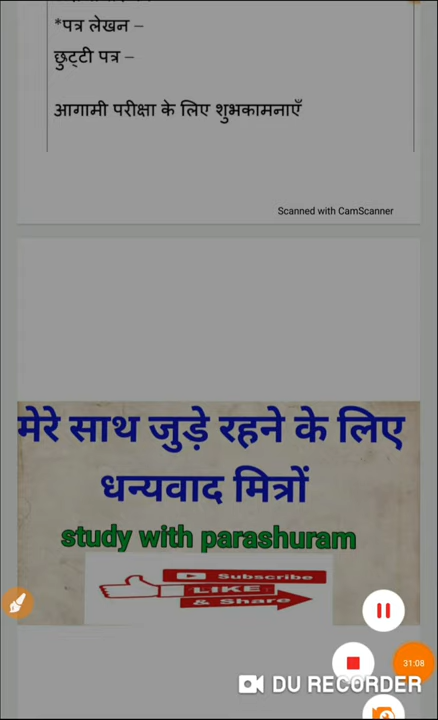 *पत्र लेखन –
छुट्टी पत्र –
आगामी परीक्षा के लिए शुभकामनाएँ
Scanned with CamScanner
मेरे साथ जुड़े रहने के लिए
धन्यवाद मित्रों
study with parashuram
Subscribe
LIKE
& Share
31:08
DU RECORDER